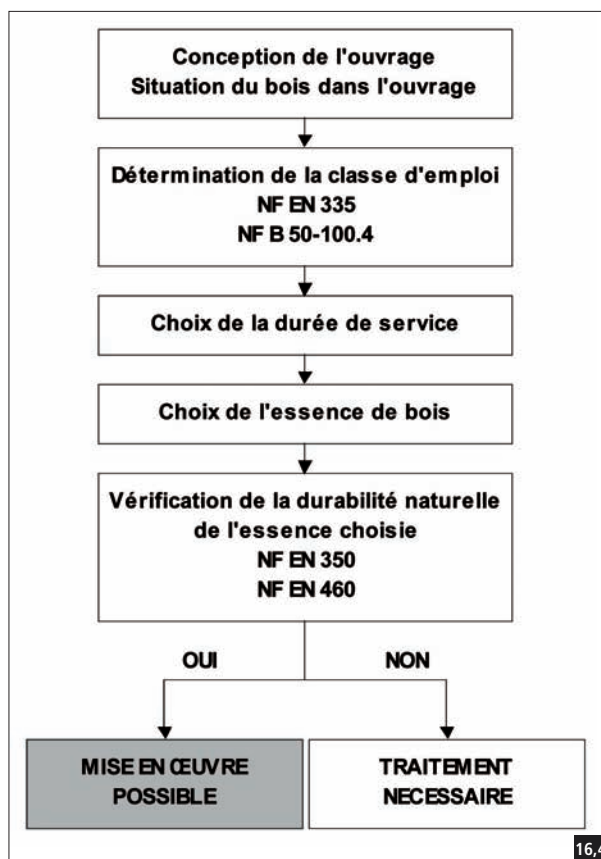 Conception de l'ouvrage
Situation du bois dans l'ouvrage
Détermination de la classe d'emploi
NF EN 335
NF B 50-100.4
Choix de la durée de service
Choix de l'essence de bois
Vérification de la durabilité naturelle
de l'essence choisie
NF EN 350
NF EN 460
OUI
NON
MISE EN ŒUVRE
POSSIBLE
TRAITEMENT
NECESSAIRE